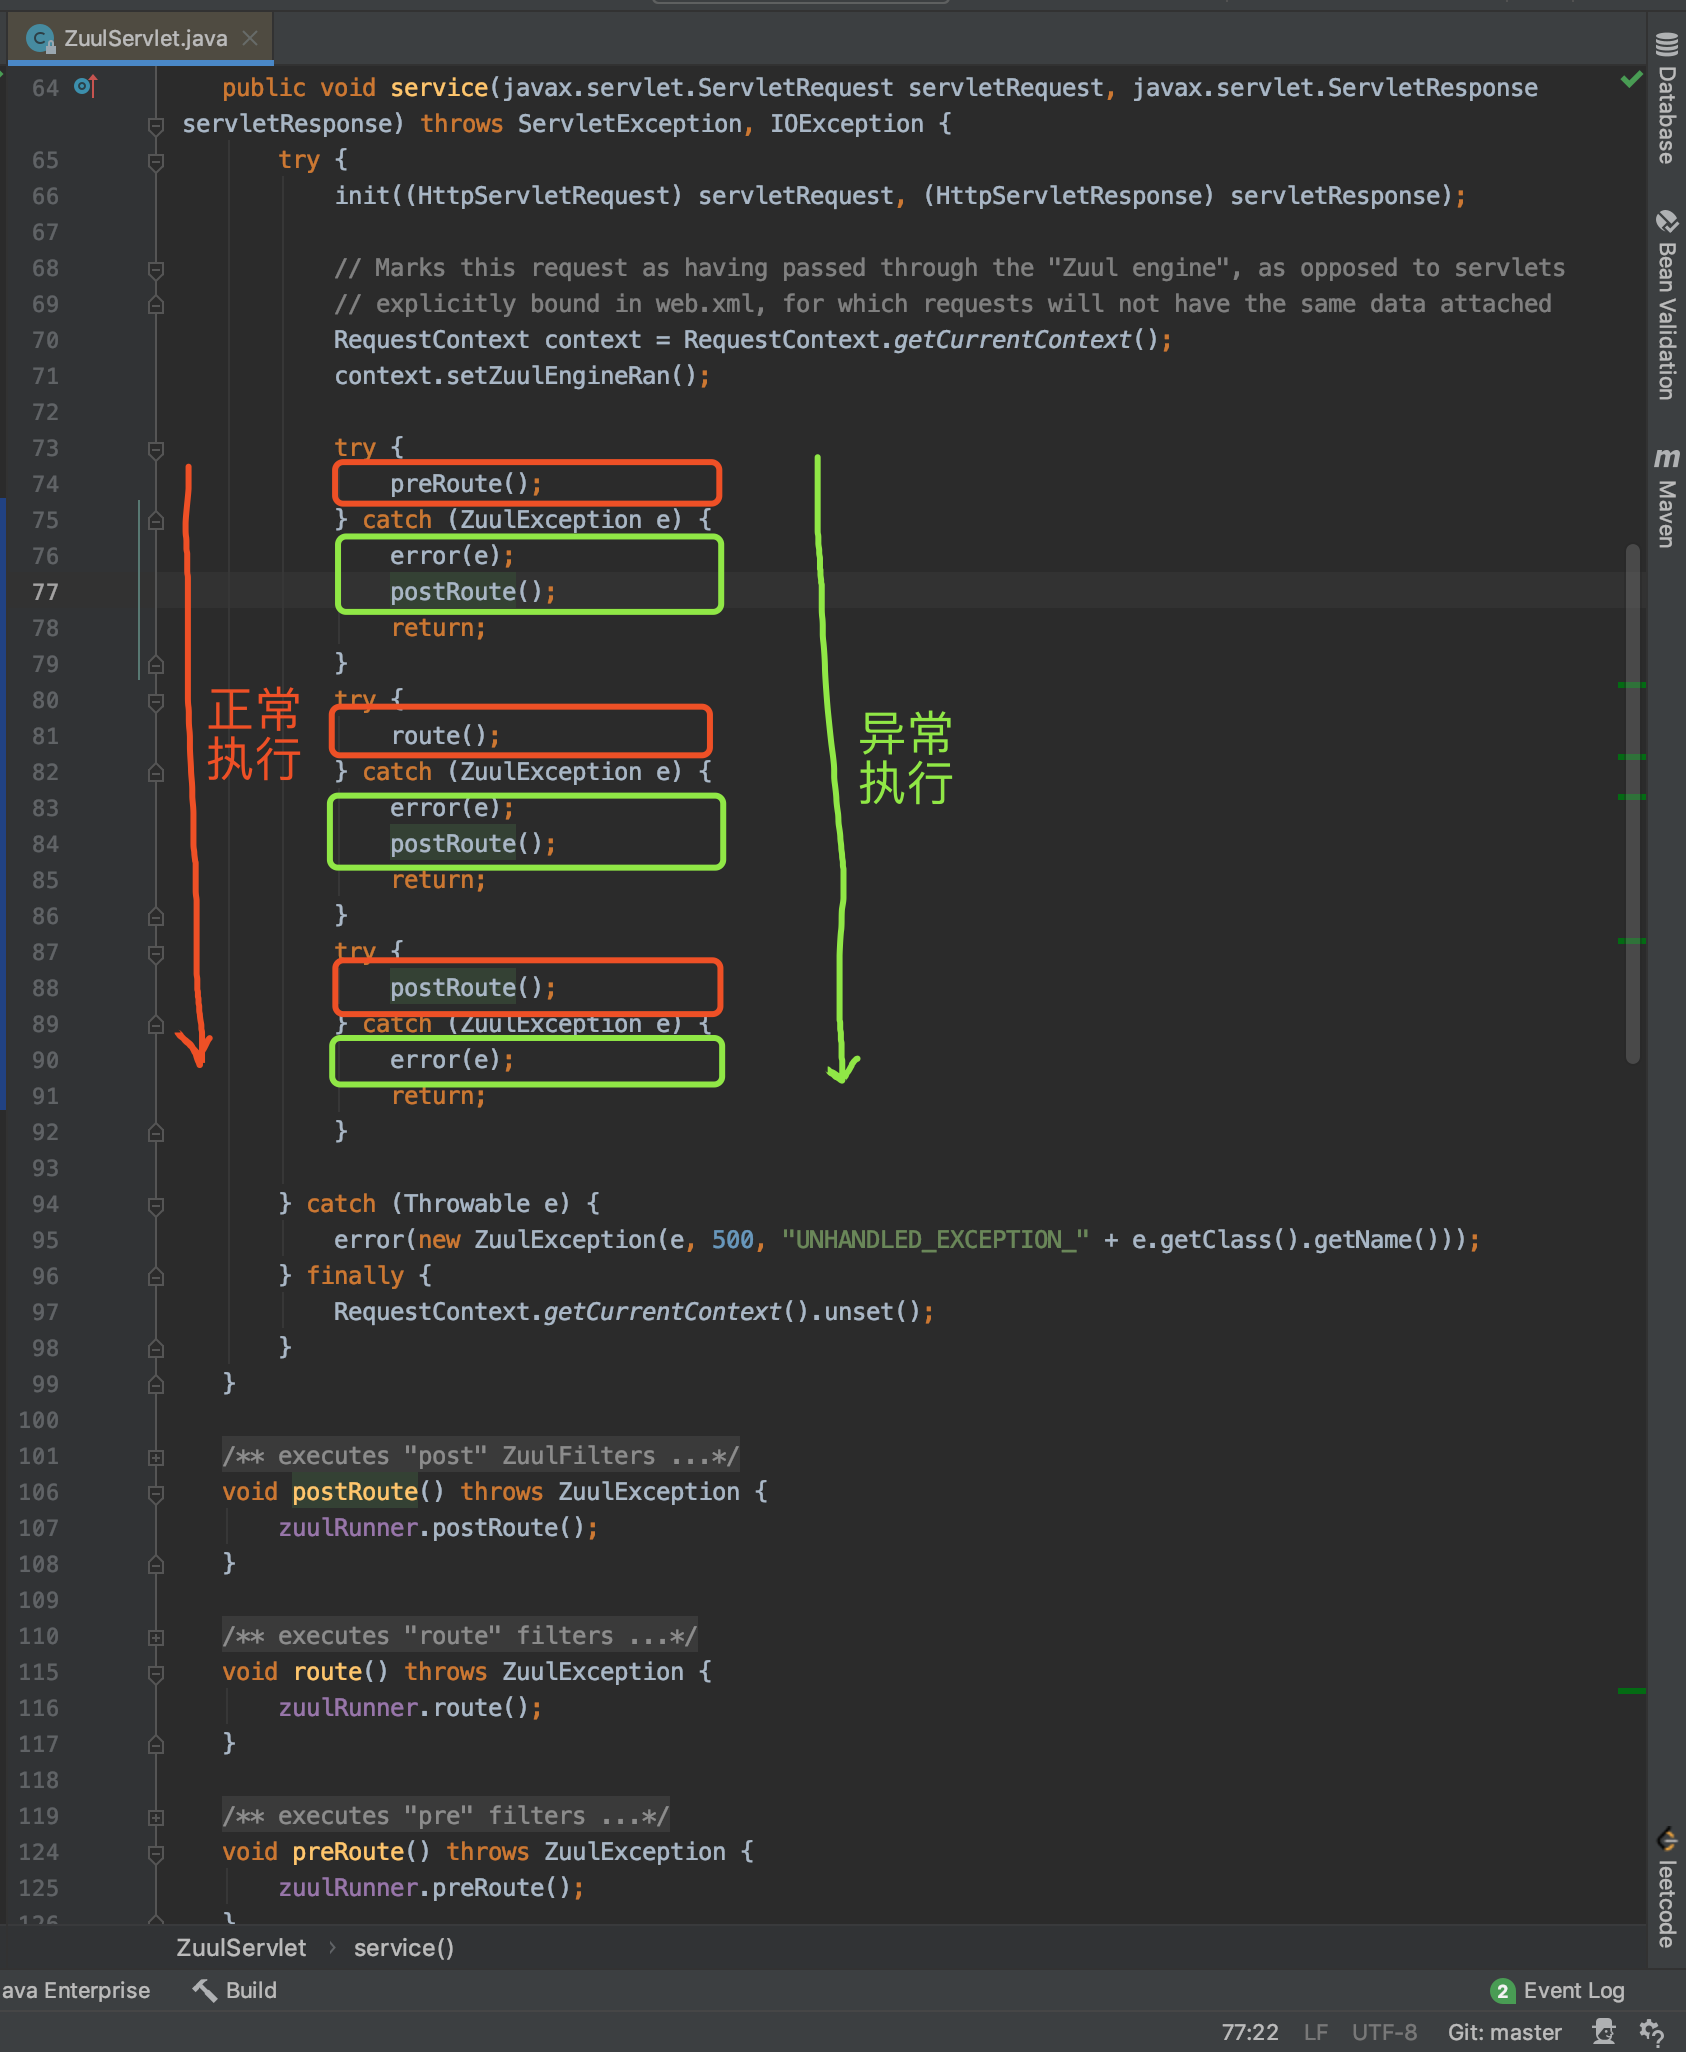 ZuulServlet.java
64 public void service(javax.servlet.ServletRequest servletRequest, javax.servlet.ServletResponse
servletResponse) throws ServletException, IOException {
65 try {
66 init((HttpServletRequest) servletRequest, (HttpServletResponse) servletResponse);
67
68 // Marks this request as having passed through the "Zuul engine", as opposed to servlets
69 // explicitly bound in web.xml, for which requests will not have the same data attached
70 RequestContext context = RequestContext.getCurrentContext();
71 context.setZuulEngineRan();
72
73 try {
74 preRoute();
75 } catch (ZuulException e) {
76 error(e);
77 postRoute();
78 return;
79 }
80 try {
81 route();
82 } catch (ZuulException e) {
83 error(e);
84 postRoute();
85 return;
86 }
87 try {
88 postRoute();
89 } catch (ZuulException e) {
90 error(e);
91 return;
92 }
93
94 } catch (Throwable e) {
95 error(new ZuulException(e, 500, "UNHANDLED_EXCEPTION_" + e.getClass().getName()));
96 } finally {
97 RequestContext.getCurrentContext().unset();
98 }
99 }
100
101 /** executes "post" ZuulFilters ...*/
106 void postRoute() throws ZuulException {
107 zuulRunner.postRoute();
108 }
109
110 /** executes "route" filters ...*/
115 void route() throws ZuulException {
116 zuulRunner.route();
117 }
118
119 /** executes "pre" filters ...*/
124 void preRoute() throws ZuulException {
125 zuulRunner.preRoute();
126 }
正常
执行
异常
执行
Database
Bean Validation
Maven
leetcode
ZuulServlet › service()
ava Enterprise
Build
2 Event Log
77:22 LF UTF-8 Git: master